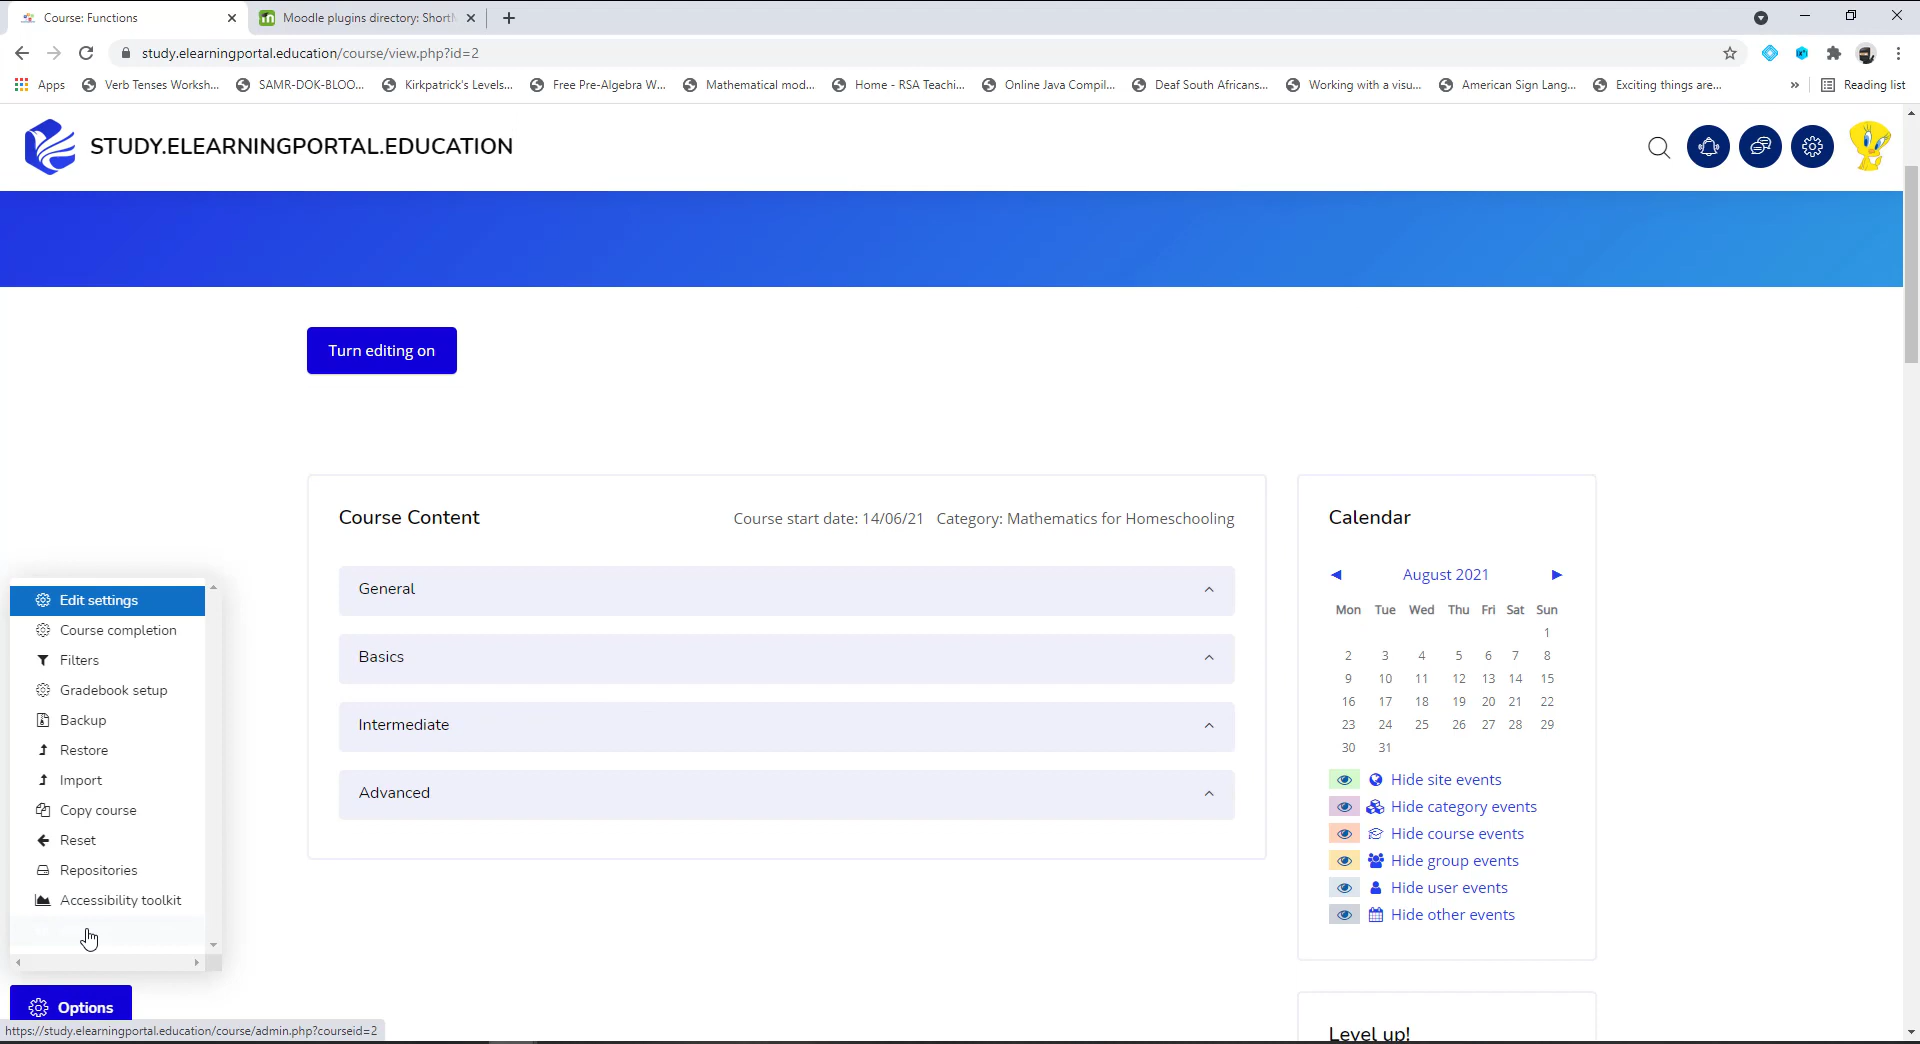 Course: Functions
Moodle plugins directory: Short
study.elearningportal.education/course/view.php?id=2
Apps
Verb Tenses Worksh...
SAMR-DOK-BLOO...
Kirkpatrick's Levels...
Free Pre-Algebra W...
Mathematical mod...
Home - RSA Teachi...
Online Java Compil...
Deaf South Africans...
Working with a visu...
American Sign Lang...
Exciting things are...
»
Reading list
STUDY.ELEARNINGPORTAL.EDUCATION
Turn editing on
Course Content
Course start date: 14/06/21 Category: Mathematics for Homeschooling
General
Basics
Intermediate
Advanced
Calendar
August 2021
Mon Tue Wed Thu Fri Sat Sun
1
2 3 4 5 6 7 8
9 10 11 12 13 14 15
16 17 18 19 20 21 22
23 24 25 26 27 28 29
30 31
Hide site events
Hide category events
Hide course events
Hide group events
Hide user events
Hide other events
Level up!
Edit settings
Course completion
Filters
Gradebook setup
Backup
Restore
Import
Copy course
Reset
Repositories
Accessibility toolkit
Options
https://study.elearningportal.education/course/admin.php?courseid=2